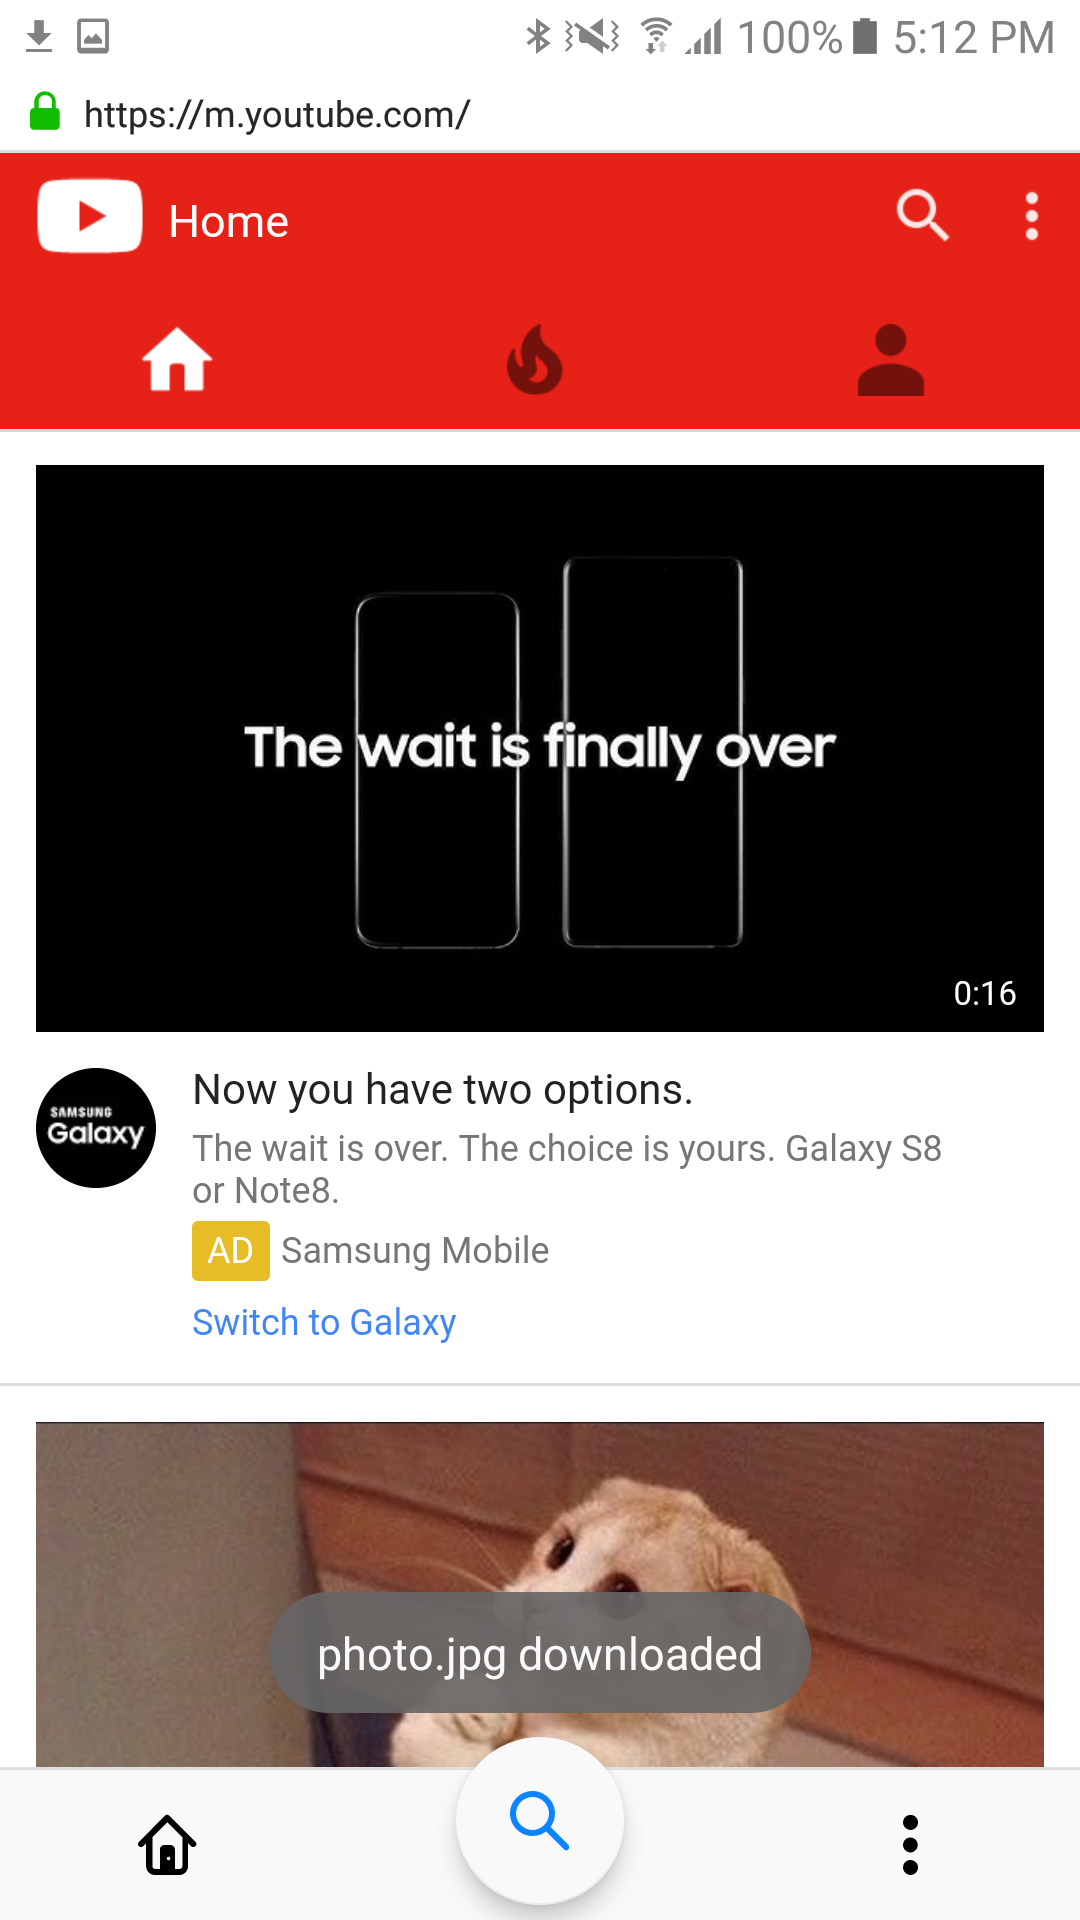 100% 5:12 PM
https://m.youtube.com/
Home
The wait is finally over
0:16
SAMSUNG
Galaxy
Now you have two options.
The wait is over. The choice is yours. Galaxy S8
or Note8.
AD Samsung Mobile
Switch to Galaxy
photo.jpg downloaded